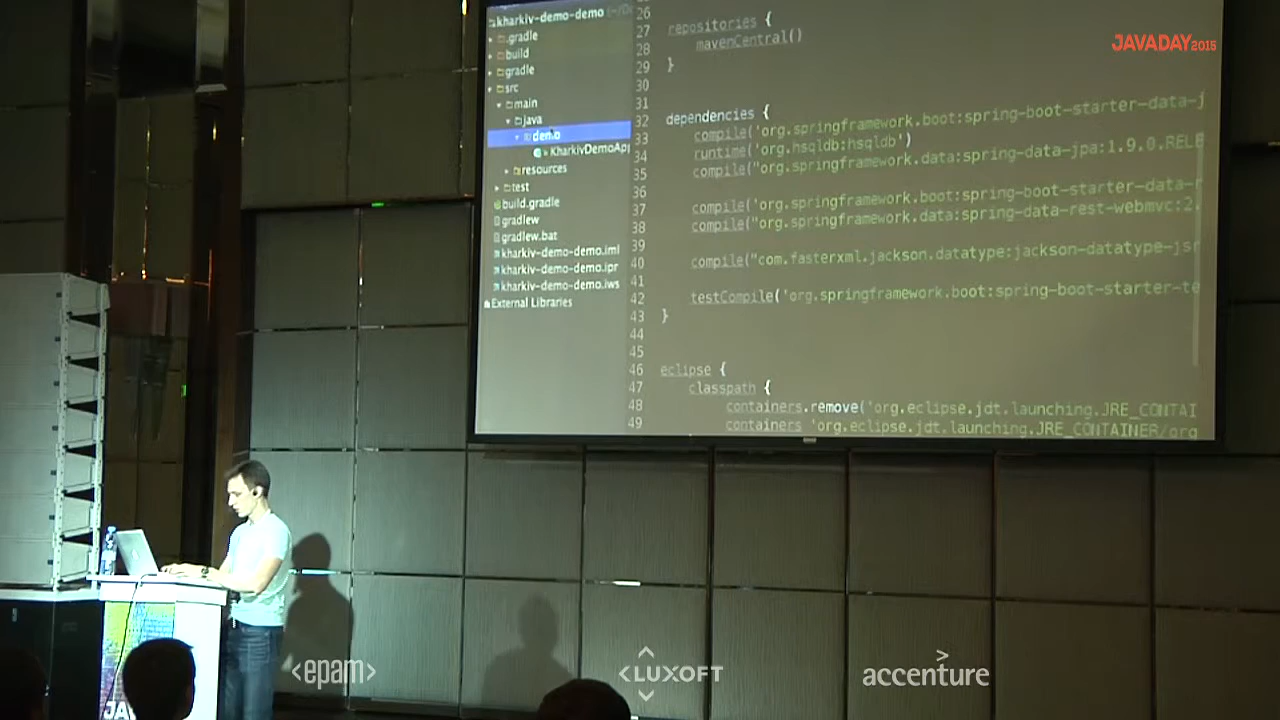 kharkiv-demo-demo
.gradle
build
gradle
src
main
java
demo
KharkivDemoApp
resources
test
build.gradle
gradlew
gradlew.bat
kharkiv-demo-demo.iml
kharkiv-demo-demo.ipr
kharkiv-demo-demo.iws
External Libraries
26
27 repositories {
28 mavenCentral()
29 }
30
31
32 dependencies {
33 compile('org.springframework.boot:spring-boot-starter-data-j
34 runtime('org.hsqldb:hsqldb')
35 compile("org.springframework.data:spring-data-jpa:1.9.0.RELE
36
37 compile('org.springframework.boot:spring-boot-starter-data-r
38 compile("org.springframework.data:spring-data-rest-webmvc:2.
39
40 compile("com.fasterxml.jackson.datatype:jackson-datatype-jsr
41
42 testCompile('org.springframework.boot:spring-boot-starter-te
43 }
44
45
46 eclipse {
47 classpath {
48 containers.remove('org.eclipse.jdt.launching.JRE_CONTAI
49 containers 'org.eclipse.jdt.launching.JRE_CONTAINER/org
JAVADAY2015
JA
<epam>
LUXOFT
accenture